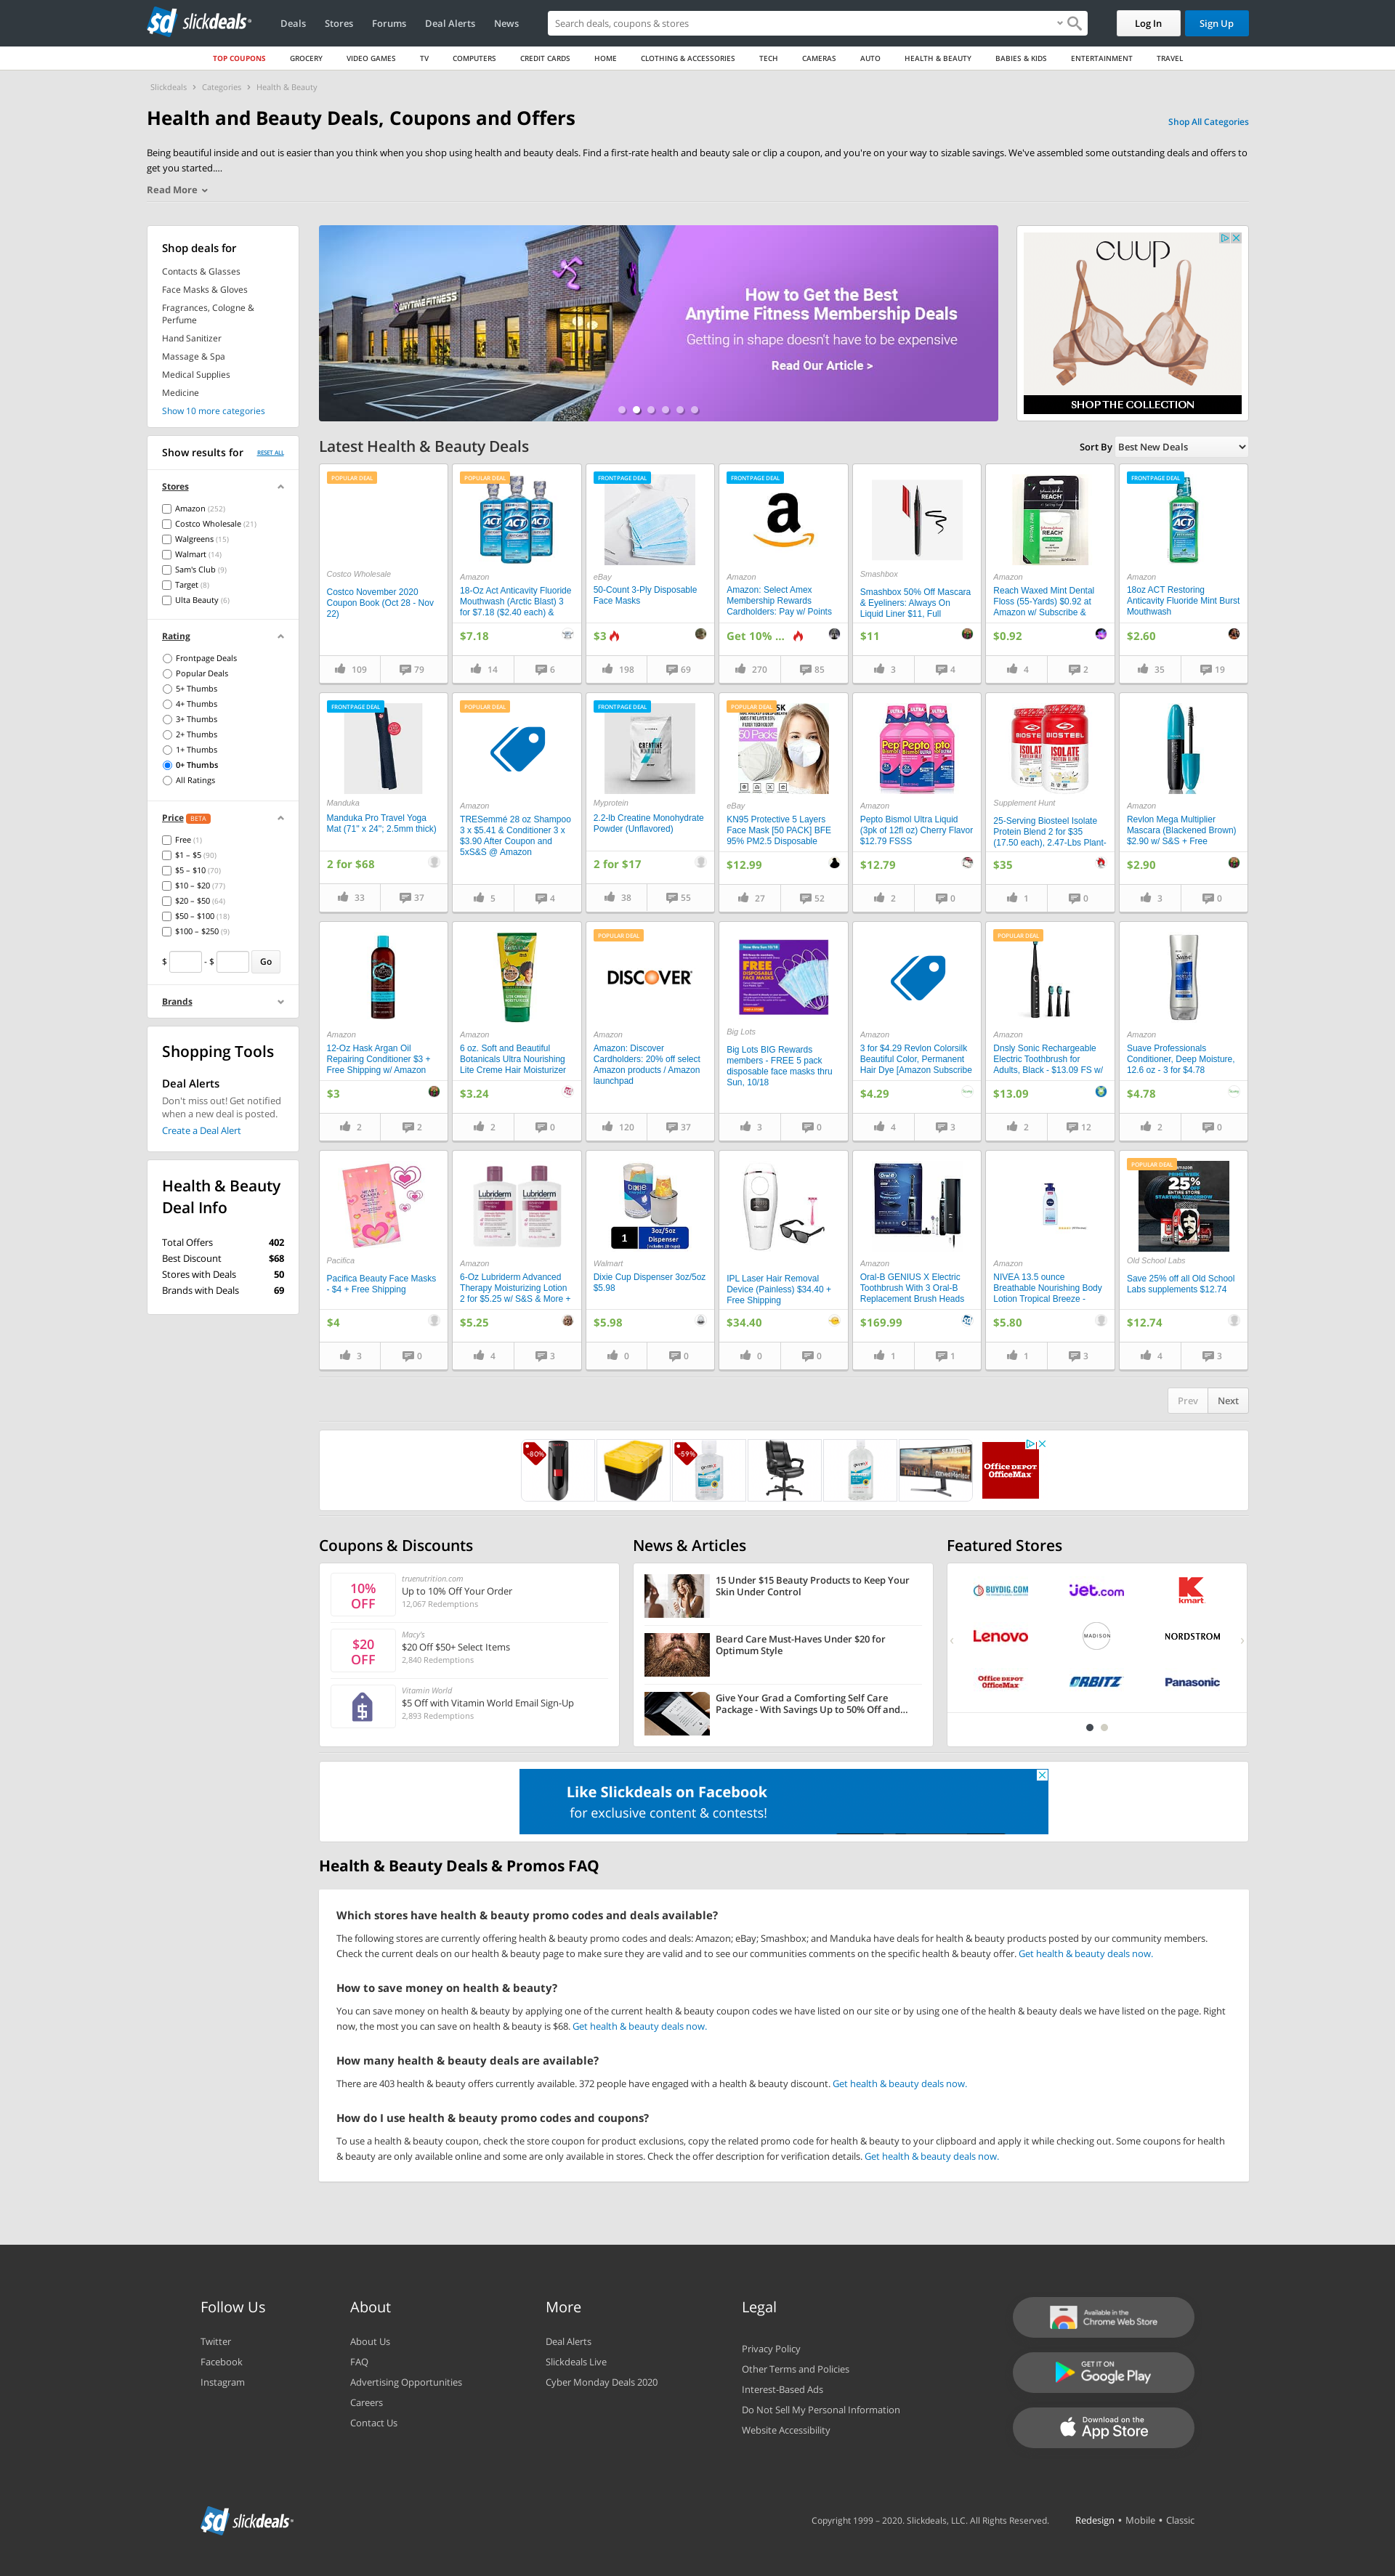 sd slickdeals
Deals Stores Forums Deal Alerts News
Search deals, coupons & stores
Log In
Sign Up
TOP COUPONS GROCERY VIDEO GAMES TV COMPUTERS CREDIT CARDS HOME CLOTHING & ACCESSORIES TECH CAMERAS AUTO HEALTH & BEAUTY BABIES & KIDS ENTERTAINMENT TRAVEL
Slickdeals › Categories › Health & Beauty
Health and Beauty Deals, Coupons and Offers
Shop All Categories
Being beautiful inside and out is easier than you think when you shop using health and beauty deals. Find a first-rate health and beauty sale or clip a coupon, and you're on your way to sizable savings. We've assembled some outstanding deals and offers to
get you started....
Read More
Shop deals for
Contacts & Glasses
Face Masks & Gloves
Fragrances, Cologne &
Perfume
Hand Sanitizer
Massage & Spa
Medical Supplies
Medicine
Show 10 more categories
ANYTIME FITNESS
How to Get the Best
Anytime Fitness Membership Deals
Getting in shape doesn't have to be expensive
Read Our Article >
CUUP
SHOP THE COLLECTION
Show results for
RESET ALL
Stores
Amazon (252)
Costco Wholesale (21)
Walgreens (15)
Walmart (14)
Sam's Club (9)
Target (8)
Ulta Beauty (6)
Rating
Frontpage Deals
Popular Deals
5+ Thumbs
4+ Thumbs
3+ Thumbs
2+ Thumbs
1+ Thumbs
0+ Thumbs
All Ratings
Price BETA
Free (1)
$1 – $5 (90)
$5 – $10 (70)
$10 – $20 (77)
$20 – $50 (64)
$50 – $100 (18)
$100 – $250 (9)
$ - $ Go
Brands
Shopping Tools
Deal Alerts
Don't miss out! Get notified
when a new deal is posted.
Create a Deal Alert
Health & Beauty
Deal Info
Total Offers 402
Best Discount $68
Stores with Deals 50
Brands with Deals 69
Latest Health & Beauty Deals
Sort By Best New Deals
POPULAR DEAL
Costco Wholesale
Costco November 2020
Coupon Book (Oct 28 - Nov
22)
109 79
POPULAR DEAL
ACT
Amazon
18-Oz Act Anticavity Fluoride
Mouthwash (Arctic Blast) 3
for $7.18 ($2.40 each) &
$7.18
14 6
FRONTPAGE DEAL
eBay
50-Count 3-Ply Disposable
Face Masks
$3
198 69
FRONTPAGE DEAL
Amazon
Amazon: Select Amex
Membership Rewards
Cardholders: Pay w/ Points
Get 10% ...
270 85
Smashbox
Smashbox 50% Off Mascara
& Eyeliners: Always On
Liquid Liner $11, Full
$11
3 4
REACH
Amazon
Reach Waxed Mint Dental
Floss (55-Yards) $0.92 at
Amazon w/ Subscribe &
$0.92
4 2
FRONTPAGE DEAL
ACT
Amazon
18oz ACT Restoring
Anticavity Fluoride Mint Burst
Mouthwash
$2.60
35 19
FRONTPAGE DEAL
Manduka
Manduka Pro Travel Yoga
Mat (71" x 24"; 2.5mm thick)
2 for $68
33 37
POPULAR DEAL
Amazon
TRESemmé 28 oz Shampoo
3 x $5.41 & Conditioner 3 x
$3.90 After Coupon and
5xS&S @ Amazon
5 4
FRONTPAGE DEAL
CREATINE
Myprotein
2.2-lb Creatine Monohydrate
Powder (Unflavored)
2 for $17
38 55
POPULAR DEAL
50 Packs
eBay
KN95 Protective 5 Layers
Face Mask [50 PACK] BFE
95% PM2.5 Disposable
$12.99
27 52
Pepto Bismol
Amazon
Pepto Bismol Ultra Liquid
(3pk of 12fl oz) Cherry Flavor
$12.79 FSSS
$12.79
2 0
BIOSTEEL
ISOLATE
Supplement Hunt
25-Serving Biosteel Isolate
Protein Blend 2 for $35
(17.50 each), 2.47-Lbs Plant-
$35
1 0
Amazon
Revlon Mega Multiplier
Mascara (Blackened Brown)
$2.90 w/ S&S + Free
$2.90
3 0
Amazon
12-Oz Hask Argan Oil
Repairing Conditioner $3 +
Free Shipping w/ Amazon
$3
2 2
Amazon
6 oz. Soft and Beautiful
Botanicals Ultra Nourishing
Lite Creme Hair Moisturizer
$3.24
2 0
POPULAR DEAL
DISCOVER
Amazon
Amazon: Discover
Cardholders: 20% off select
Amazon products / Amazon
launchpad
120 37
FREE
DISPOSABLE
FACE MASKS
Big Lots
Big Lots BIG Rewards
members - FREE 5 pack
disposable face masks thru
Sun, 10/18
3 0
Amazon
3 for $4.29 Revlon Colorsilk
Beautiful Color, Permanent
Hair Dye [Amazon Subscribe
$4.29
4 3
POPULAR DEAL
Amazon
Dnsly Sonic Rechargeable
Electric Toothbrush for
Adults, Black - $13.09 FS w/
$13.09
2 12
Suave
Amazon
Suave Professionals
Conditioner, Deep Moisture,
12.6 oz - 3 for $4.78
$4.78
2 0
Pacifica
Pacifica Beauty Face Masks
- $4 + Free Shipping
$4
3 0
Lubriderm
Amazon
6-Oz Lubriderm Advanced
Therapy Moisturizing Lotion
2 for $5.25 w/ S&S & More +
$5.25
4 3
1 3oz/5oz
Dispenser
Walmart
Dixie Cup Dispenser 3oz/5oz
$5.98
$5.98
0 0
IPL Laser Hair Removal
Device (Painless) $34.40 +
Free Shipping
$34.40
0 0
Oral-B
Amazon
Oral-B GENIUS X Electric
Toothbrush With 3 Oral-B
Replacement Brush Heads
$169.99
1 1
Amazon
NIVEA 13.5 ounce
Breathable Nourishing Body
Lotion Tropical Breeze -
$5.80
1 3
POPULAR DEAL
25%
Old School Labs
Save 25% off all Old School
Labs supplements $12.74
$12.74
4 3
Prev Next
-80%
-59%
Office DEPOT
OfficeMax
Coupons & Discounts
10%
OFF
truenutrition.com
Up to 10% Off Your Order
12,067 Redemptions
$20
OFF
Macy's
$20 Off $50+ Select Items
2,840 Redemptions
Vitamin World
$5 Off with Vitamin World Email Sign-Up
2,893 Redemptions
News & Articles
15 Under $15 Beauty Products to Keep Your
Skin Under Control
Beard Care Must-Haves Under $20 for
Optimum Style
Give Your Grad a Comforting Self Care
Package - With Savings Up to 50% Off and...
Featured Stores
BUYDIG.COM jet.com kmart
Lenovo MADISON NORDSTROM
Office DEPOT OfficeMax ORBITZ Panasonic
Like Slickdeals on Facebook
for exclusive content & contests!
Health & Beauty Deals & Promos FAQ
Which stores have health & beauty promo codes and deals available?
The following stores are currently offering health & beauty promo codes and deals: Amazon; eBay; Smashbox; and Manduka have deals for health & beauty products posted by our community members.
Check the current deals on our health & beauty page to make sure they are valid and to see our communities comments on the specific health & beauty offer. Get health & beauty deals now.
How to save money on health & beauty?
You can save money on health & beauty by applying one of the current health & beauty coupon codes we have listed on our site or by using one of the health & beauty deals we have listed on the page. Right
now, the most you can save on health & beauty is $68. Get health & beauty deals now.
How many health & beauty deals are available?
There are 403 health & beauty offers currently available. 372 people have engaged with a health & beauty discount. Get health & beauty deals now.
How do I use health & beauty promo codes and coupons?
To use a health & beauty coupon, check the store coupon for product exclusions, copy the related promo code for health & beauty to your clipboard and apply it while checking out. Some coupons for health
& beauty are only available online and some are only available in stores. Check the offer description for verification details. Get health & beauty deals now.
Follow Us
Twitter
Facebook
Instagram
About
About Us
FAQ
Advertising Opportunities
Careers
Contact Us
More
Deal Alerts
Slickdeals Live
Cyber Monday Deals 2020
Legal
Privacy Policy
Other Terms and Policies
Interest-Based Ads
Do Not Sell My Personal Information
Website Accessibility
Available in the
Chrome Web Store
GET IT ON
Google Play
Download on the
App Store
sd slickdeals
Copyright 1999 – 2020. Slickdeals, LLC. All Rights Reserved.
Redesign • Mobile • Classic